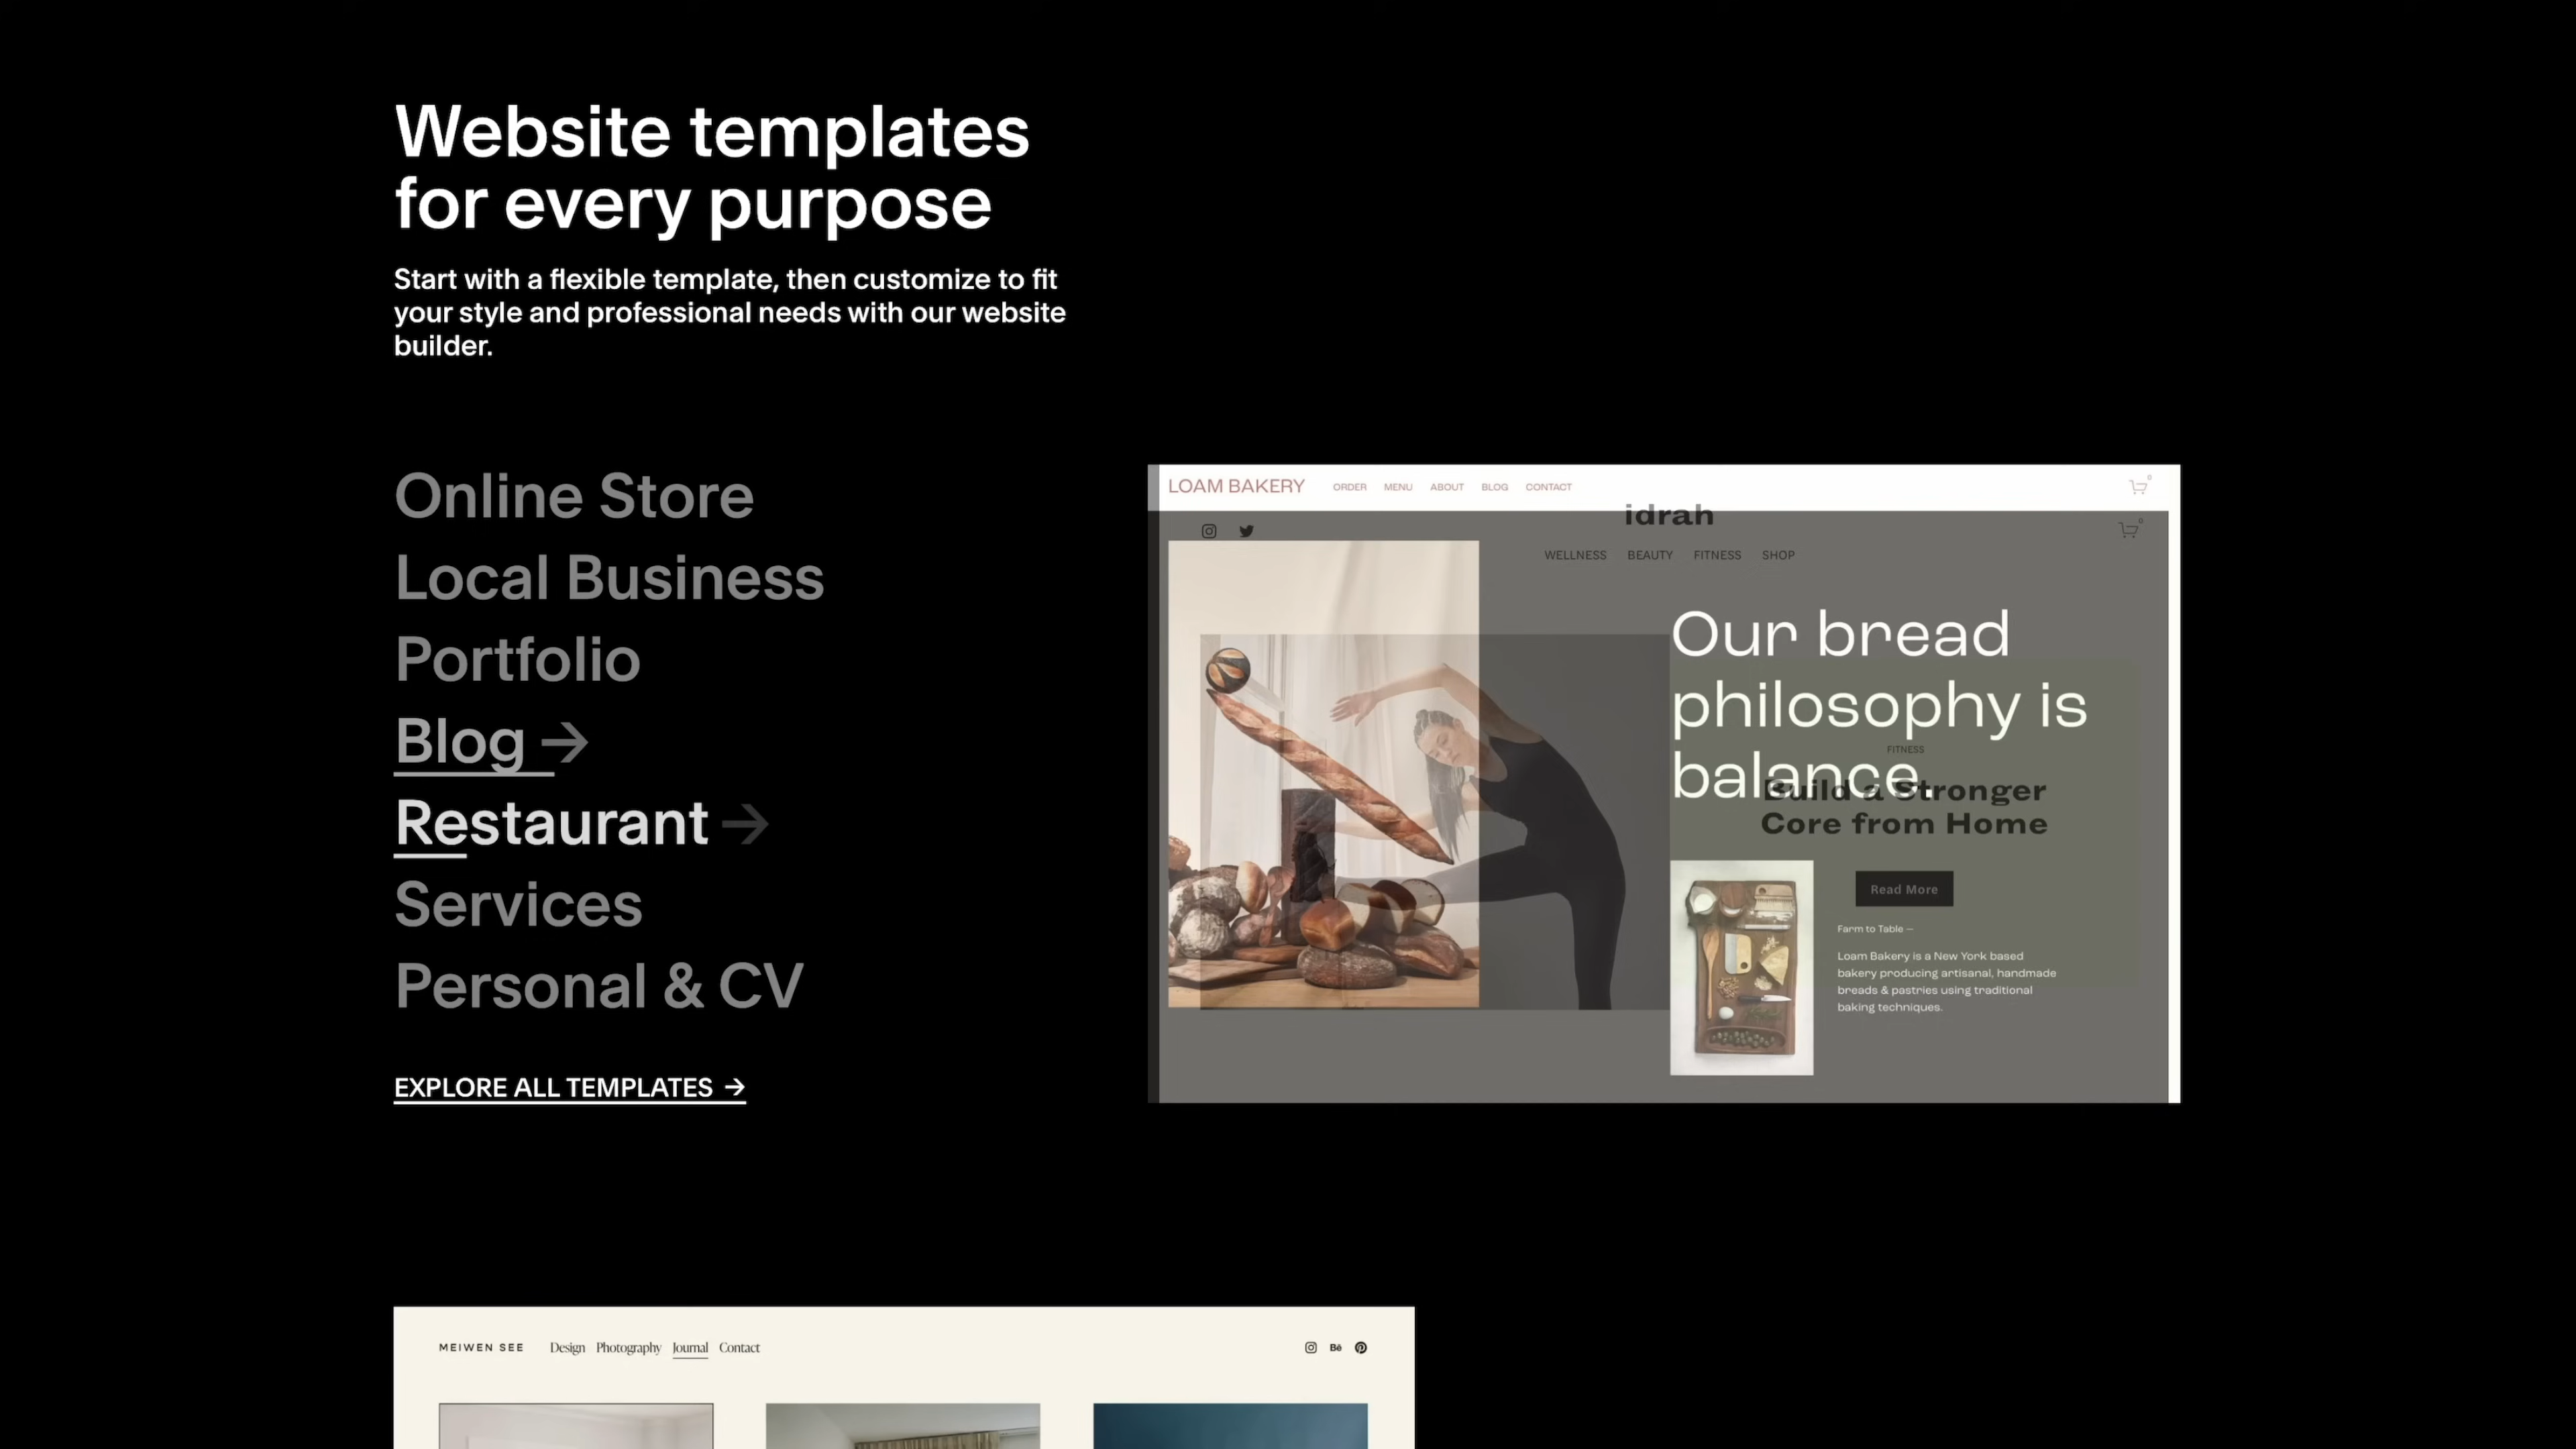 Website templates
for every purpose
Start with a flexible template, then customize to fit
your style and professional needs with our website
builder.
Online Store
Local Business
Portfolio
Blog →
Restaurant →
Services
Personal & CV
EXPLORE ALL TEMPLATES →
LOAM BAKERY ORDER MENU ABOUT BLOG CONTACT 0
idrah
0
WELLNESS BEAUTY FITNESS SHOP
Our bread
philosophy is
balance.
FITNESS
Build a Stronger
Core from Home
Read More
Farm to Table —
Loam Bakery is a New York based
bakery producing artisanal, handmade
breads & pastries using traditional
baking techniques.
MEIWEN SEE Design Photography Journal Contact Bē